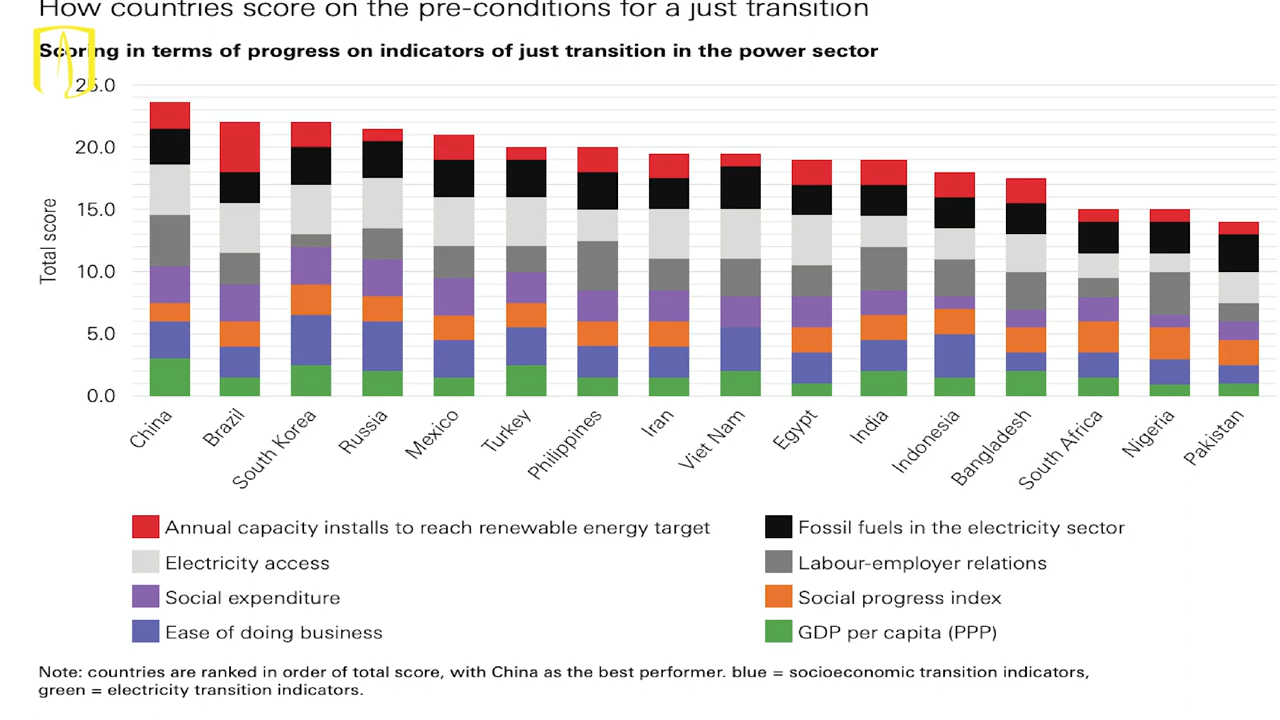 How countries score on the pre-conditions for a just transition
Scoring in terms of progress on indicators of just transition in the power sector
25.0
20.0
15.0
10.0
5.0
0.0
Total score
China
Brazil
South Korea
Russia
Mexico
Turkey
Philippines
Iran
Viet Nam
Egypt
India
Indonesia
Bangladesh
South Africa
Nigeria
Pakistan
Annual capacity installs to reach renewable energy target
Fossil fuels in the electricity sector
Electricity access
Labour-employer relations
Social expenditure
Social progress index
Ease of doing business
GDP per capita (PPP)
Note: countries are ranked in order of total score, with China as the best performer. blue = socioeconomic transition indicators,
green = electricity transition indicators.